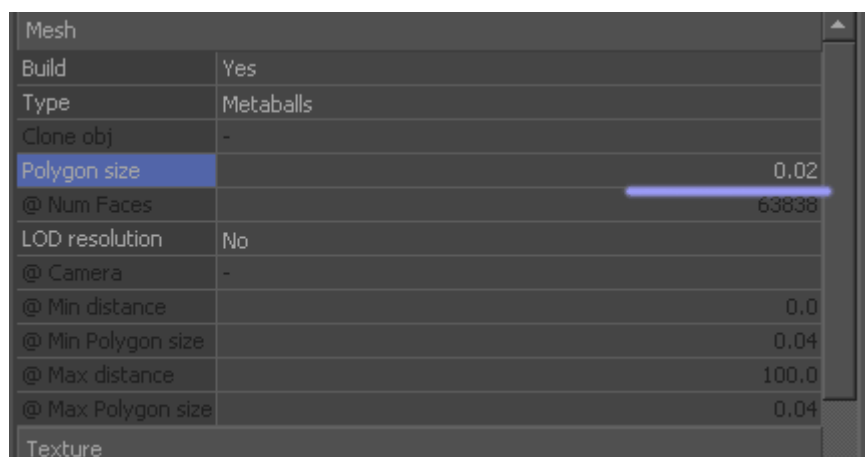 Mesh
Build Yes
Type Metaballs
Clone obj -
Polygon size 0.02
@ Num Faces 63838
LOD resolution No
@ Camera -
@ Min distance 0.0
@ Min Polygon size 0.04
@ Max distance 100.0
@ Max Polygon size 0.04
Texture